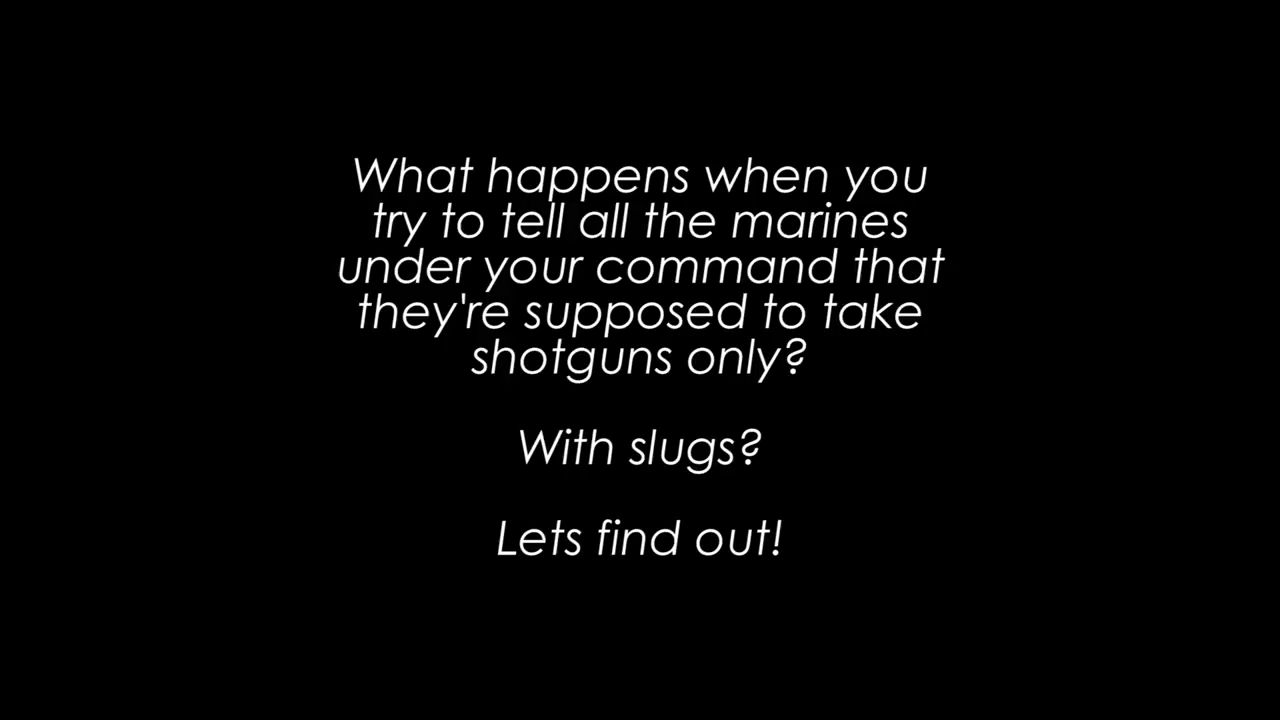 What happens when you
try to tell all the marines
under your command that
they're supposed to take
shotguns only?
With slugs?
Lets find out!